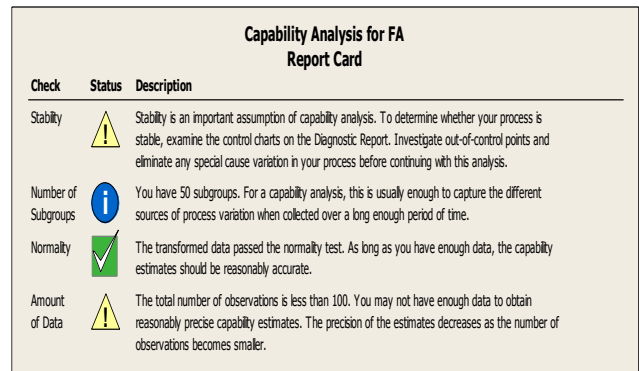 Capability Analysis for FA
Report Card
Check Status Description
Stability
Stability is an important assumption of capability analysis. To determine whether your process is
stable, examine the control charts on the Diagnostic Report. Investigate out-of-control points and
eliminate any special cause variation in your process before continuing with this analysis.
Number of
Subgroups
You have 50 subgroups. For a capability analysis, this is usually enough to capture the different
sources of process variation when collected over a long enough period of time.
Normality
The transformed data passed the normality test. As long as you have enough data, the capability
estimates should be reasonably accurate.
Amount
of Data
The total number of observations is less than 100. You may not have enough data to obtain
reasonably precise capability estimates. The precision of the estimates decreases as the number of
observations becomes smaller.